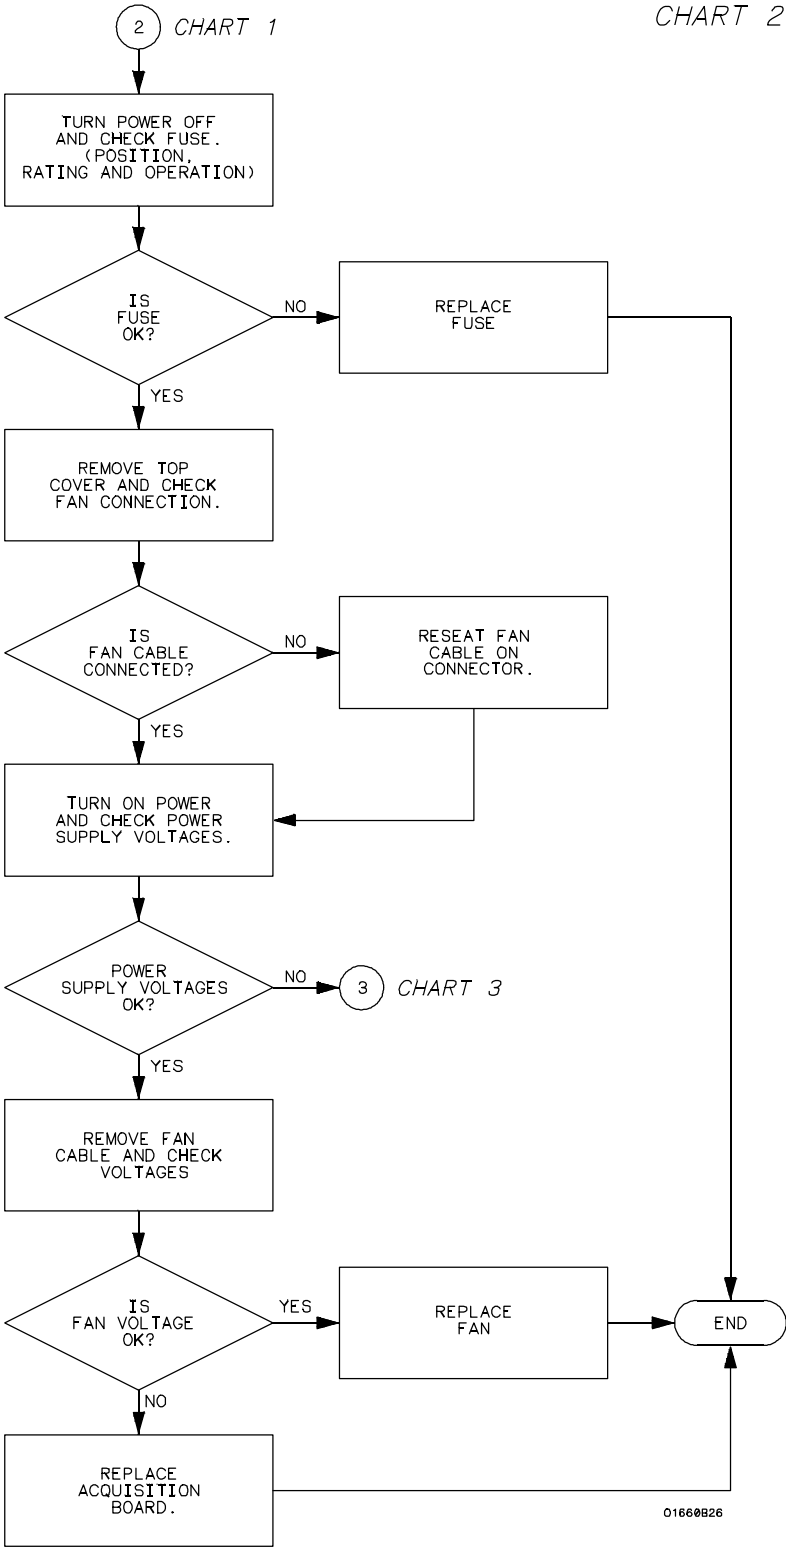 2 CHART 1
CHART 2
TURN POWER OFF
AND CHECK FUSE.
(POSITION,
RATING AND OPERATION)
IS
FUSE
OK?
NO
REPLACE
FUSE
YES
REMOVE TOP
COVER AND CHECK
FAN CONNECTION.
IS
FAN CABLE
CONNECTED?
NO
RESEAT FAN
CABLE ON
CONNECTOR.
YES
TURN ON POWER
AND CHECK POWER
SUPPLY VOLTAGES.
POWER
SUPPLY VOLTAGES
OK?
NO
3 CHART 3
YES
REMOVE FAN
CABLE AND CHECK
VOLTAGES
IS
FAN VOLTAGE
OK?
YES
REPLACE
FAN
END
NO
REPLACE
ACQUISITION
BOARD.
O1660B26